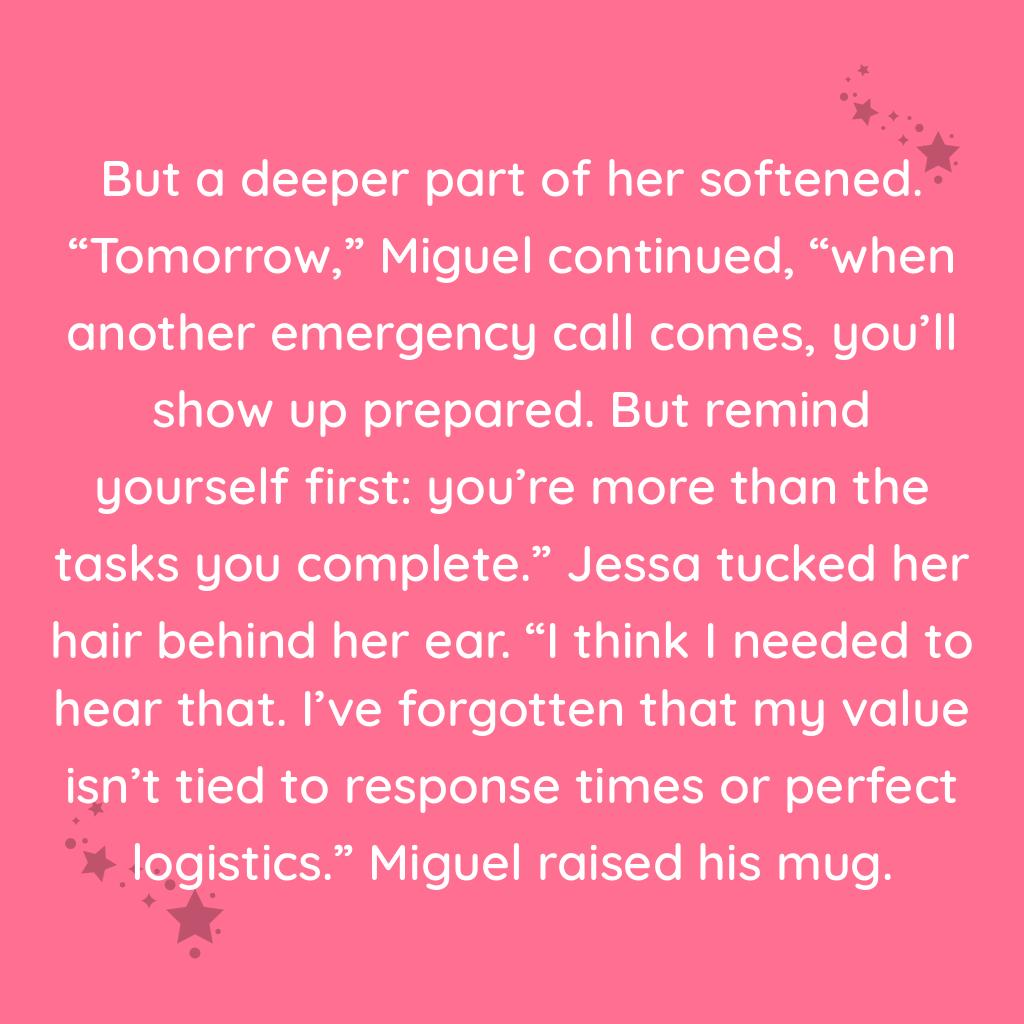 But a deeper part of her softened.
“Tomorrow,” Miguel continued, “when
another emergency call comes, you’ll
show up prepared. But remind
yourself first: you’re more than the
tasks you complete.” Jessa tucked her
hair behind her ear. “I think I needed to
hear that. I’ve forgotten that my value
isn’t tied to response times or perfect
logistics.” Miguel raised his mug.